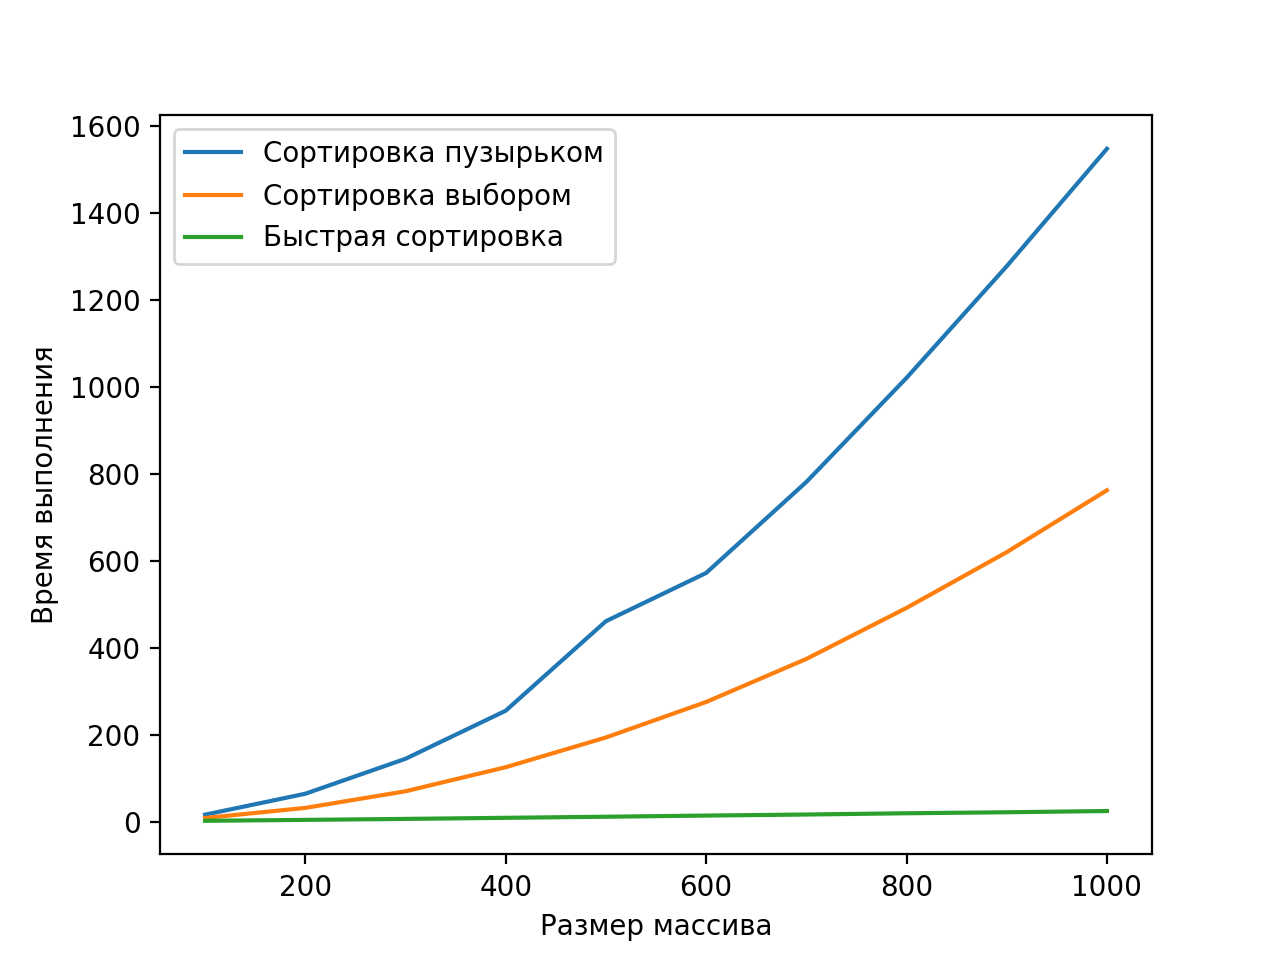 1600
1400
1200
1000
800
600
400
200
0
Сортировка пузырьком
Сортировка выбором
Быстрая сортировка
Время выполнения
200 400 600 800 1000
Размер массива